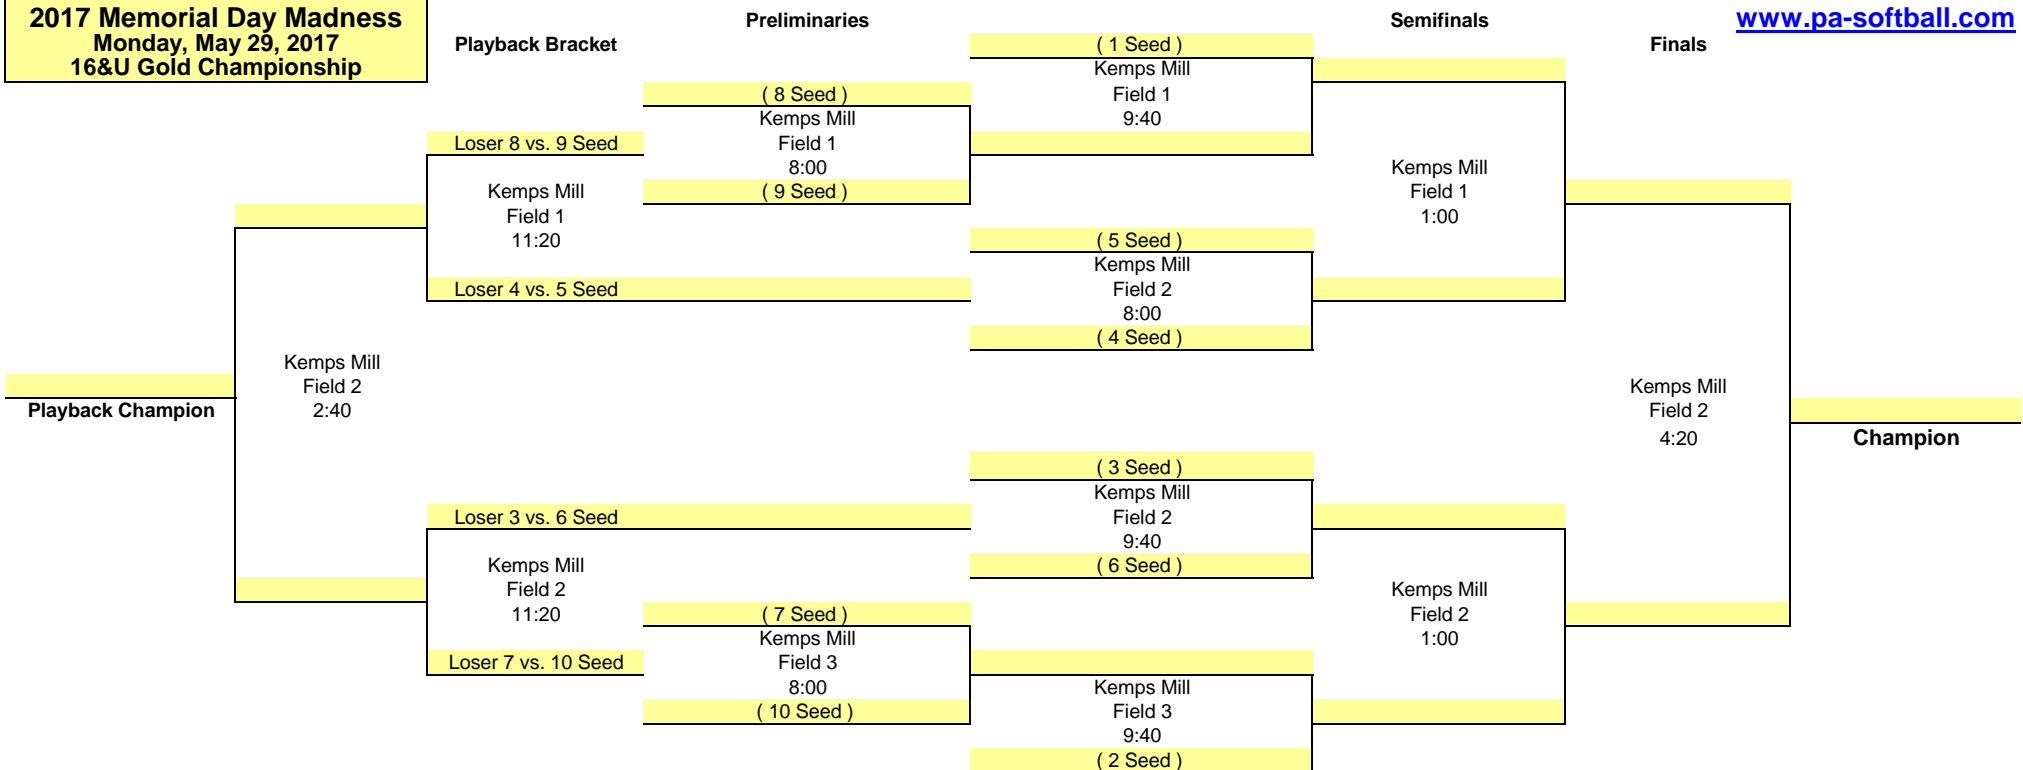 2017 Memorial Day Madness
Monday, May 29, 2017
16&U Gold Championship
Playback Bracket
Preliminaries
Semifinals
Finals
www.pa-softball.com
( 1 Seed )
Kemps Mill
Field 1
9:40
( 8 Seed )
Kemps Mill
Field 1
8:00
( 9 Seed )
Loser 8 vs. 9 Seed
Kemps Mill
Field 1
11:20
Loser 4 vs. 5 Seed
( 5 Seed )
Kemps Mill
Field 2
8:00
( 4 Seed )
Kemps Mill
Field 1
1:00
Kemps Mill
Field 2
2:40
Playback Champion
Kemps Mill
Field 2
4:20
Champion
( 3 Seed )
Kemps Mill
Field 2
9:40
( 6 Seed )
Loser 3 vs. 6 Seed
Kemps Mill
Field 2
11:20
Loser 7 vs. 10 Seed
( 7 Seed )
Kemps Mill
Field 3
8:00
( 10 Seed )
Kemps Mill
Field 2
1:00
Kemps Mill
Field 3
9:40
( 2 Seed )